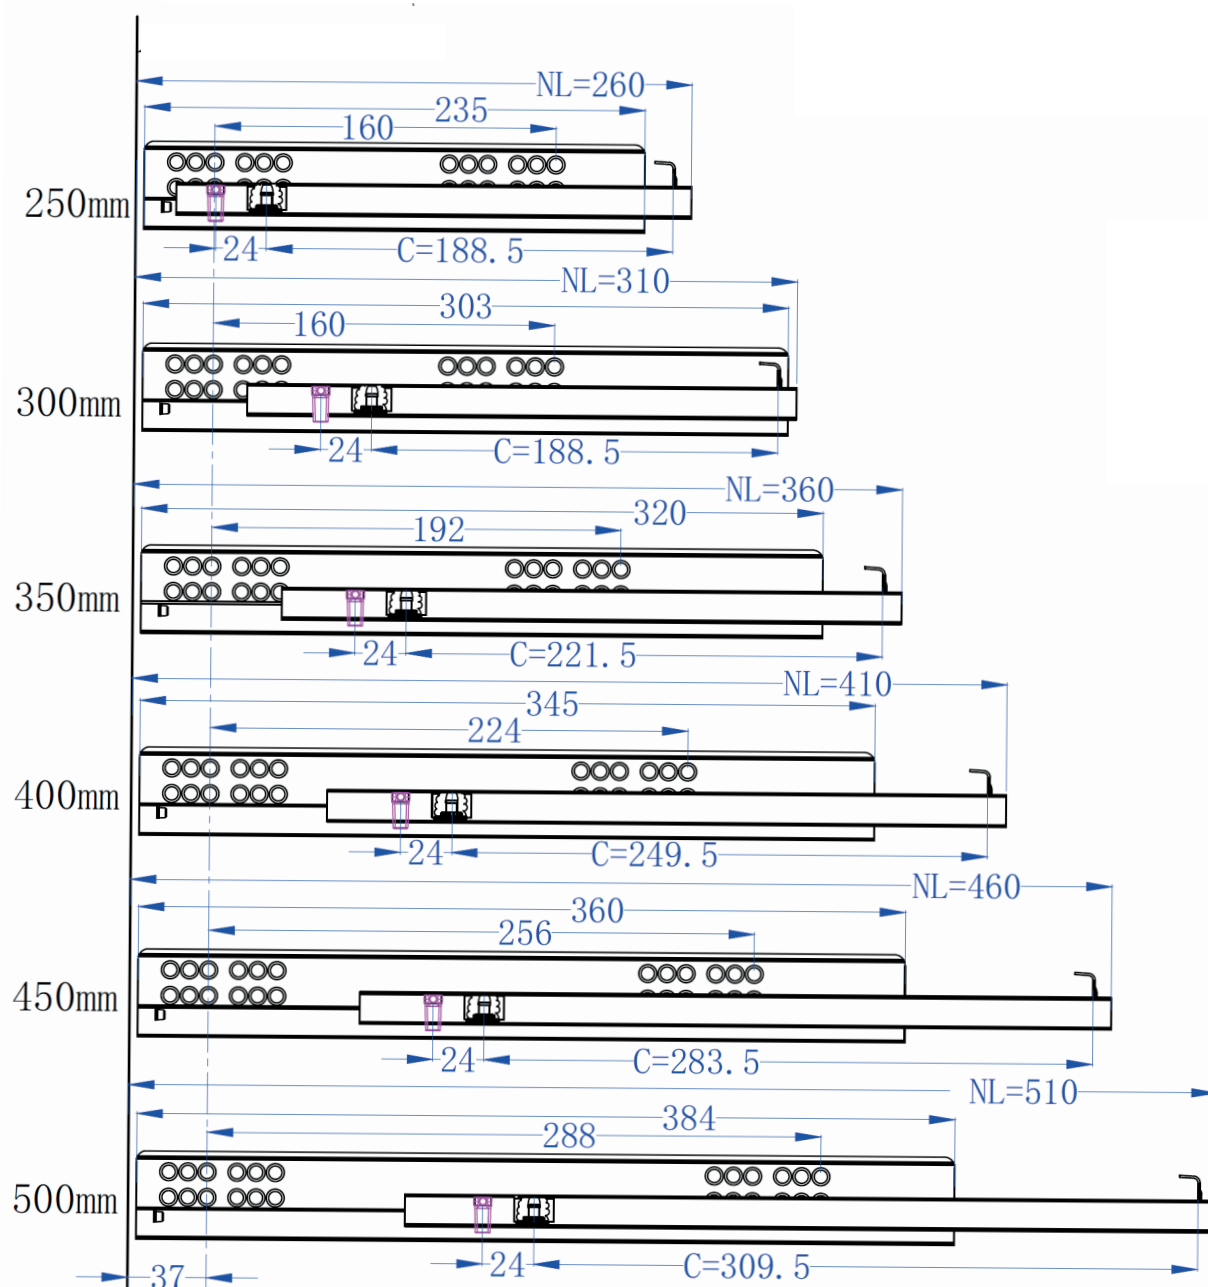 NL=260
235
160
250mm
24 C=188.5
NL=310
303
160
300mm
24 C=188.5
NL=360
320
192
350mm
24 C=221.5
NL=410
345
224
400mm
24 C=249.5
NL=460
360
256
450mm
24 C=283.5
NL=510
384
288
500mm
24 C=309.5
37